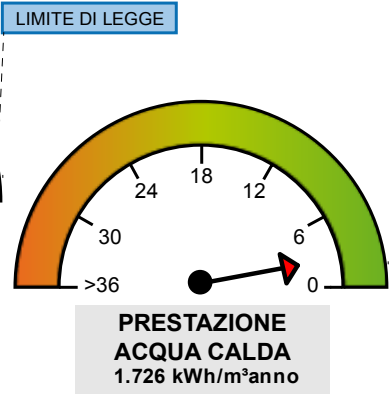 LIMITE DI LEGGE
18
24
12
30
6
>36
0
PRESTAZIONE
ACQUA CALDA
1.726 kWh/m³anno